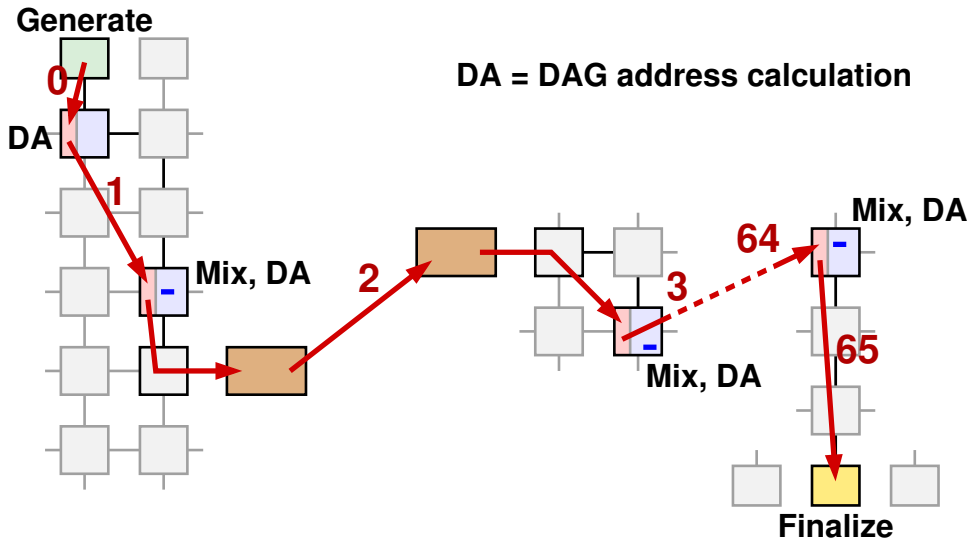 Generate
0
DA = DAG address calculation
DA
1
Mix, DA
64
2
Mix, DA
3
65
Mix, DA
Finalize